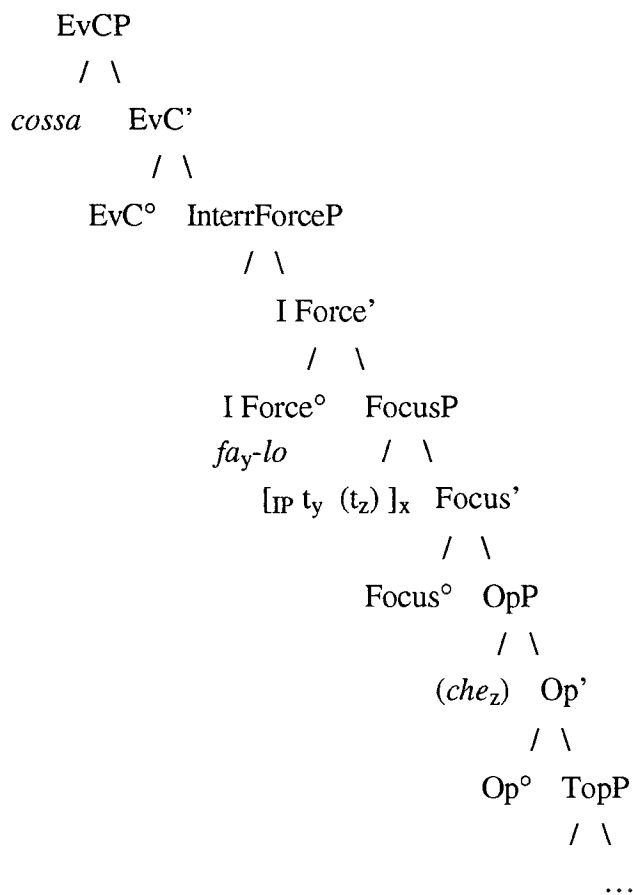 EvCP
/ \
cossa EvC’
/ \
EvC° InterrForceP
/ \
I Force’
/ \
I Force° FocusP
fay-lo / \
[IP ty (tz) ]x Focus’
/ \
Focus° OpP
/ \
(chez) Op’
/ \
Op° TopP
/ \
…